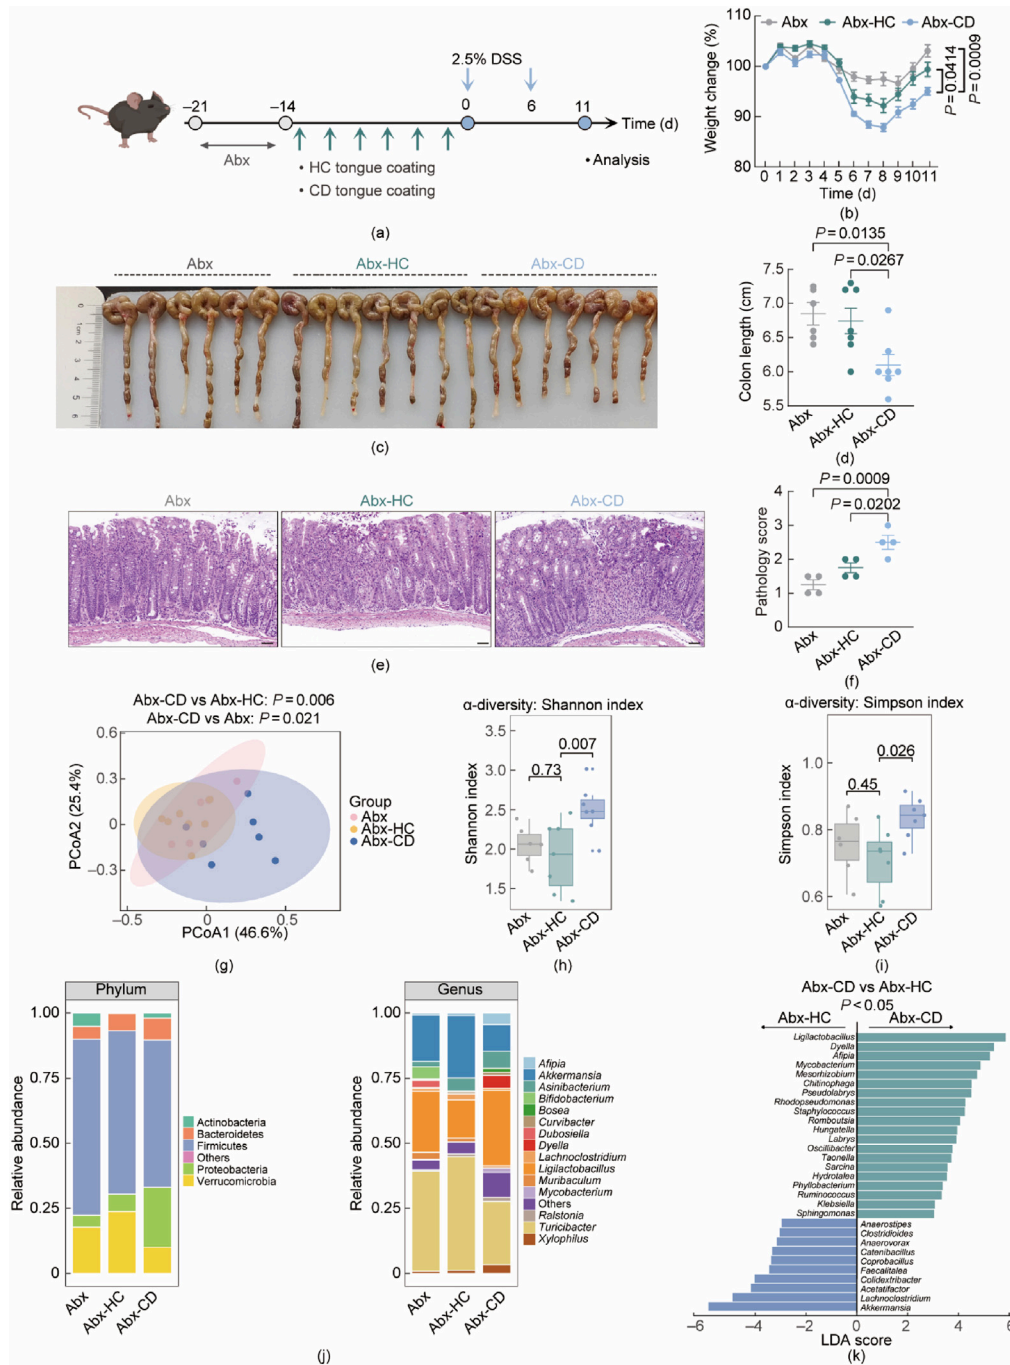 2.5% DSS
–21
–14
0
6
11
Time (d)
Abx
• HC tongue coating
• CD tongue coating
• Analysis
(a)
Abx
Abx-HC
Abx-CD
Weight change (%)
110
100
90
80
0 1 2 3 4 5 6 7 8 9 10 11
Time (d)
P=0.0414
P=0.0009
(b)
Abx
Abx-HC
Abx-CD
0
1cm
2
3
4
5
6
(c)
P=0.0135
P=0.0267
Colon length (cm)
7.5
7.0
6.5
6.0
5.5
Abx
Abx-HC
Abx-CD
(d)
Abx
Abx-HC
Abx-CD
(e)
P=0.0009
P=0.0202
Pathology score
4
3
2
1
0
Abx
Abx-HC
Abx-CD
(f)
Abx-CD vs Abx-HC: P=0.006
Abx-CD vs Abx: P=0.021
PCoA2 (25.4%)
0.6
0.3
0
–0.3
–0.5
0
0.5
PCoA1 (46.6%)
Group
Abx
Abx-HC
Abx-CD
(g)
α-diversity: Shannon index
Shannon index
3.5
3.0
2.5
2.0
1.5
0.73
0.007
Abx
Abx-HC
Abx-CD
(h)
α-diversity: Simpson index
Simpson index
1.0
0.8
0.6
0.45
0.026
Abx
Abx-HC
Abx-CD
(i)
Phylum
Relative abundance
1.00
0.75
0.50
0.25
0
Abx
Abx-HC
Abx-CD
Actinobacteria
Bacteroidetes
Firmicutes
Others
Proteobacteria
Verrucomicrobia
Genus
Relative abundance
1.00
0.75
0.50
0.25
0
Abx
Abx-HC
Abx-CD
Afipia
Akkermansia
Asinibacterium
Bifidobacterium
Bosea
Curvibacter
Dubosiella
Dyella
Lachnoclostridium
Ligilactobacillus
Muribaculum
Mycobacterium
Others
Ralstonia
Turicibacter
Xylophilus
(j)
Abx-CD vs Abx-HC
P<0.05
Abx-HC
Abx-CD
Ligilactobacillus
Dyella
Afipia
Mycobacterium
Mesorhizobium
Chitinophaga
Pseudolabrys
Rhodopseudomonas
Staphylococcus
Romboutsia
Hungatella
Labrys
Oscillibacter
Taonella
Sarcina
Hydrotalea
Phyllobacterium
Ruminococcus
Klebsiella
Sphingomonas
Anaerostipes
Clostridioides
Anaerovorax
Catenibacillus
Coprobacillus
Faecalitalea
Colidextribacter
Acetatifactor
Lachnoclostridium
Akkermansia
–6 –4 –2 0 2 4 6
LDA score
(k)